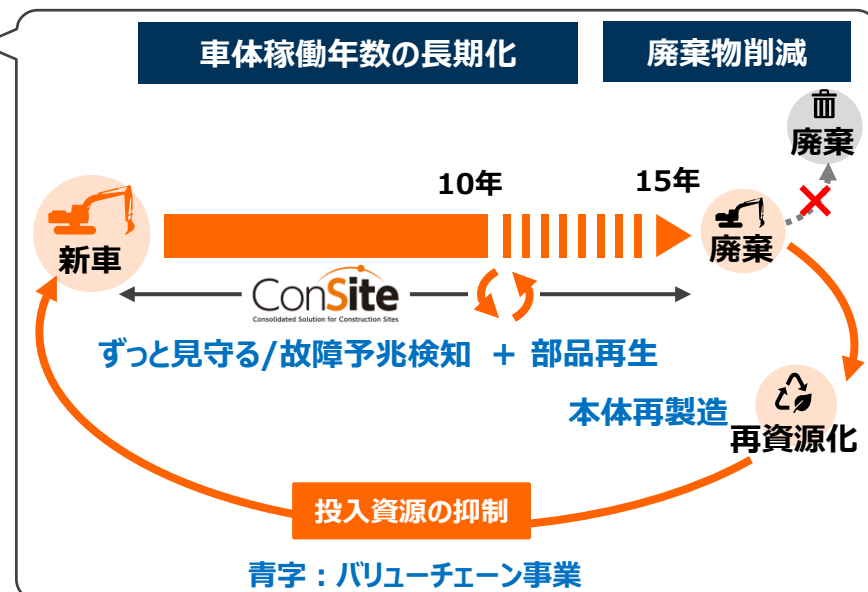 車体稼働年数の長期化
廃棄物削減
廃棄
10年
15年
新車
廃棄
ConSite
Consolidated Solution for Construction Sites
ずっと見守る/故障予兆検知 + 部品再生
本体再製造
再資源化
投入資源の抑制
青字：バリューチェーン事業